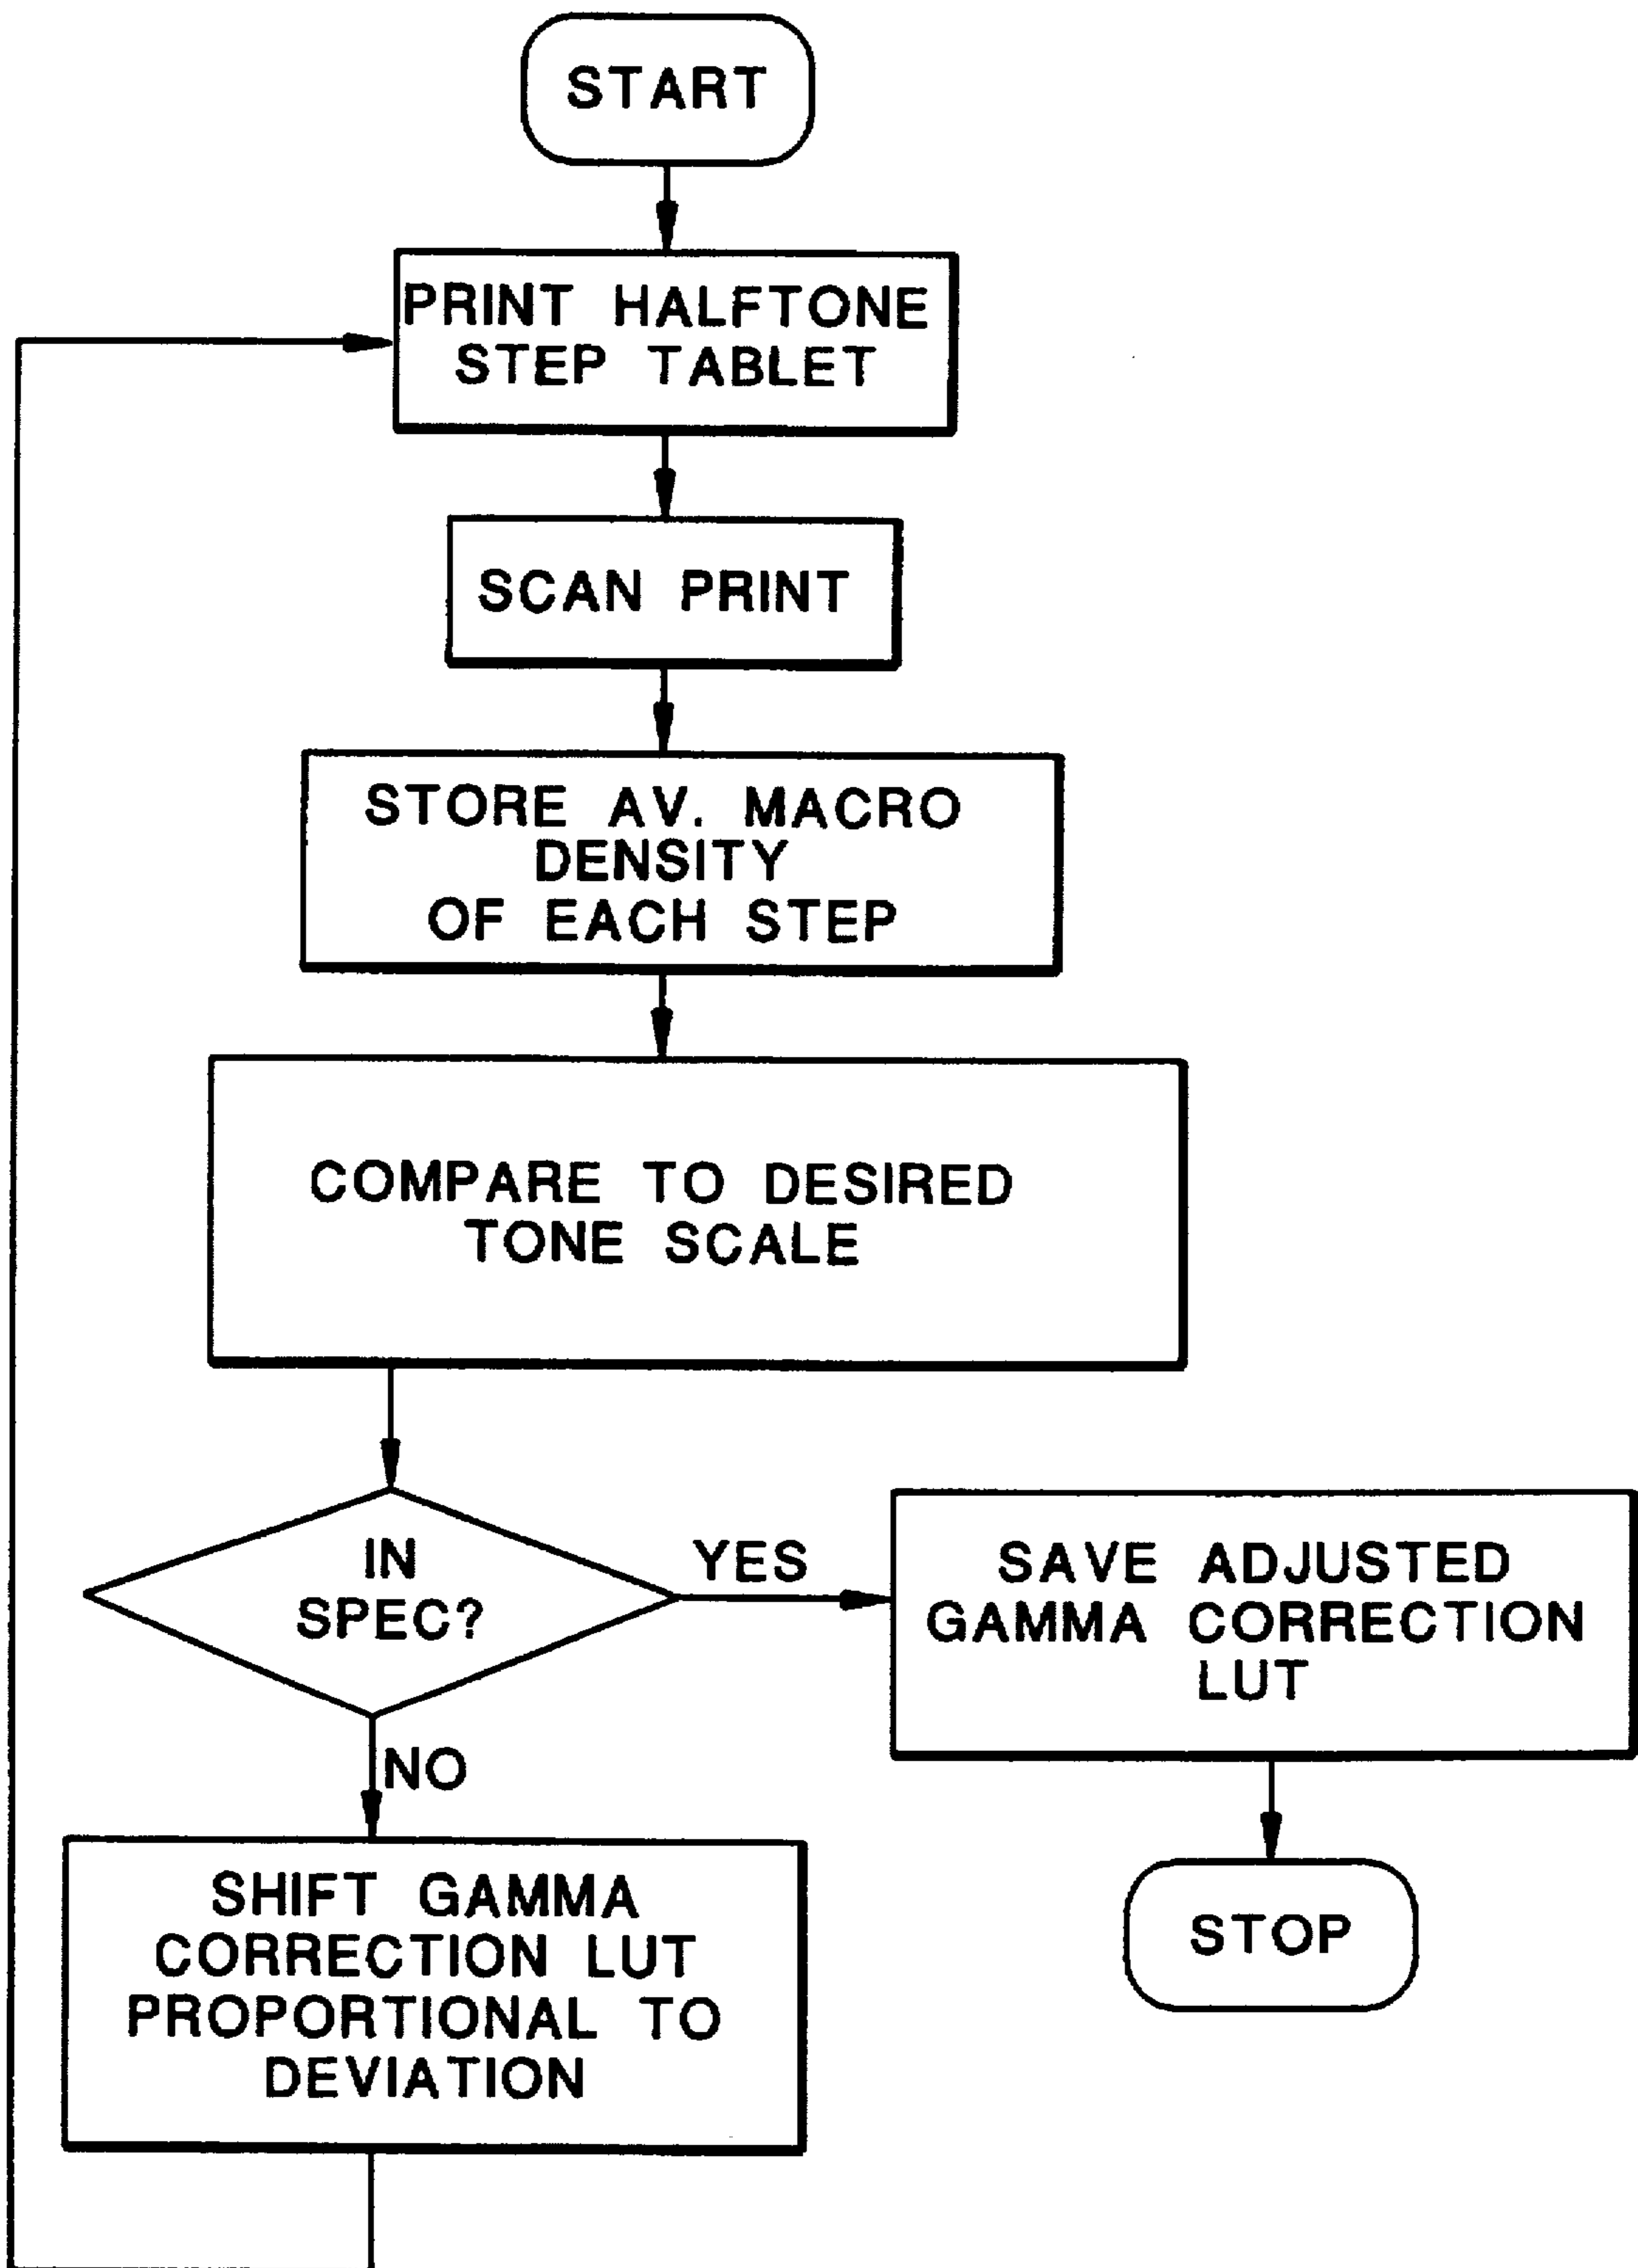 START
PRINT HALFTONE
STEP TABLET
SCAN PRINT
STORE AV. MACRO
DENSITY
OF EACH STEP
COMPARE TO DESIRED
TONE SCALE
IN
SPEC?
YES
SAVE ADJUSTED
GAMMA CORRECTION
LUT
NO
SHIFT GAMMA
CORRECTION LUT
PROPORTIONAL TO
DEVIATION
STOP